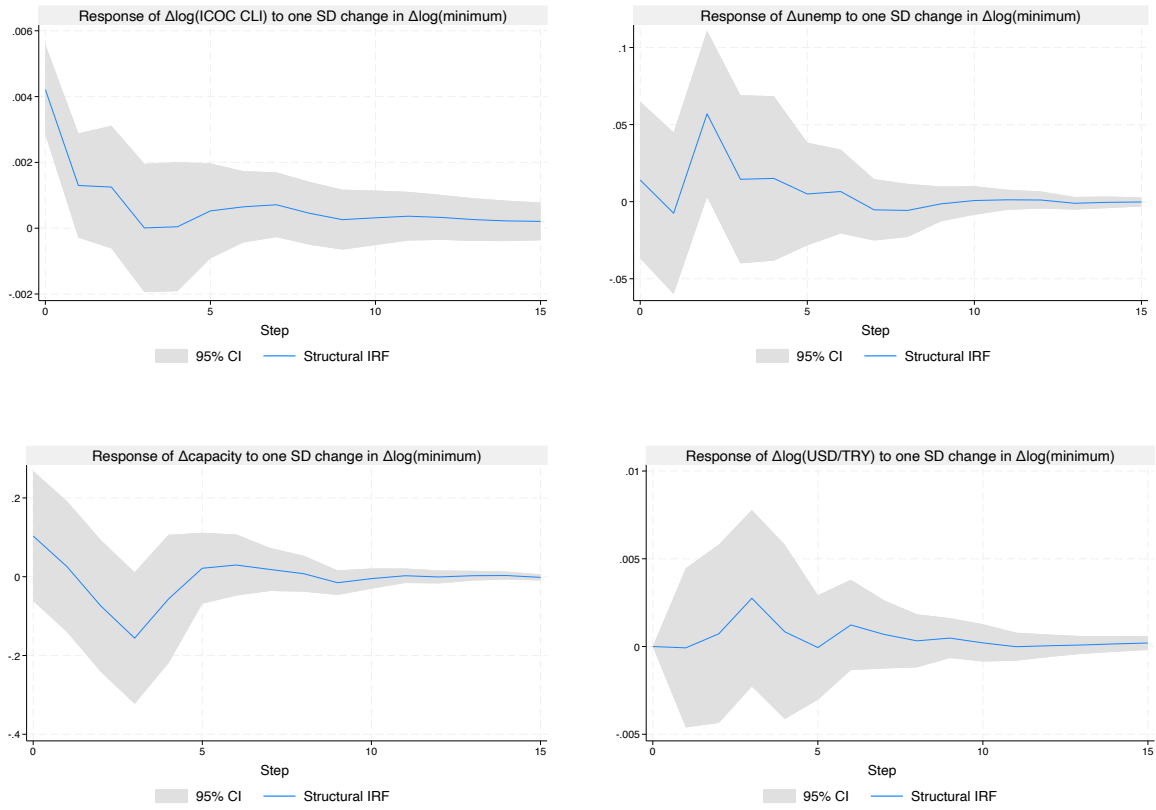 Response of Δlog(ICOC CLI) to one SD change in Δlog(minimum)
.006
.004
.002
0
-.002
0
5
10
15
Step
95% CI
Structural IRF
Response of Δunemp to one SD change in Δlog(minimum)
.1
.05
0
-.05
0
5
10
15
Step
95% CI
Structural IRF
Response of Δcapacity to one SD change in Δlog(minimum)
.2
0
-.2
-.4
0
5
10
15
Step
95% CI
Structural IRF
Response of Δlog(USD/TRY) to one SD change in Δlog(minimum)
.01
.005
0
-.005
0
5
10
15
Step
95% CI
Structural IRF